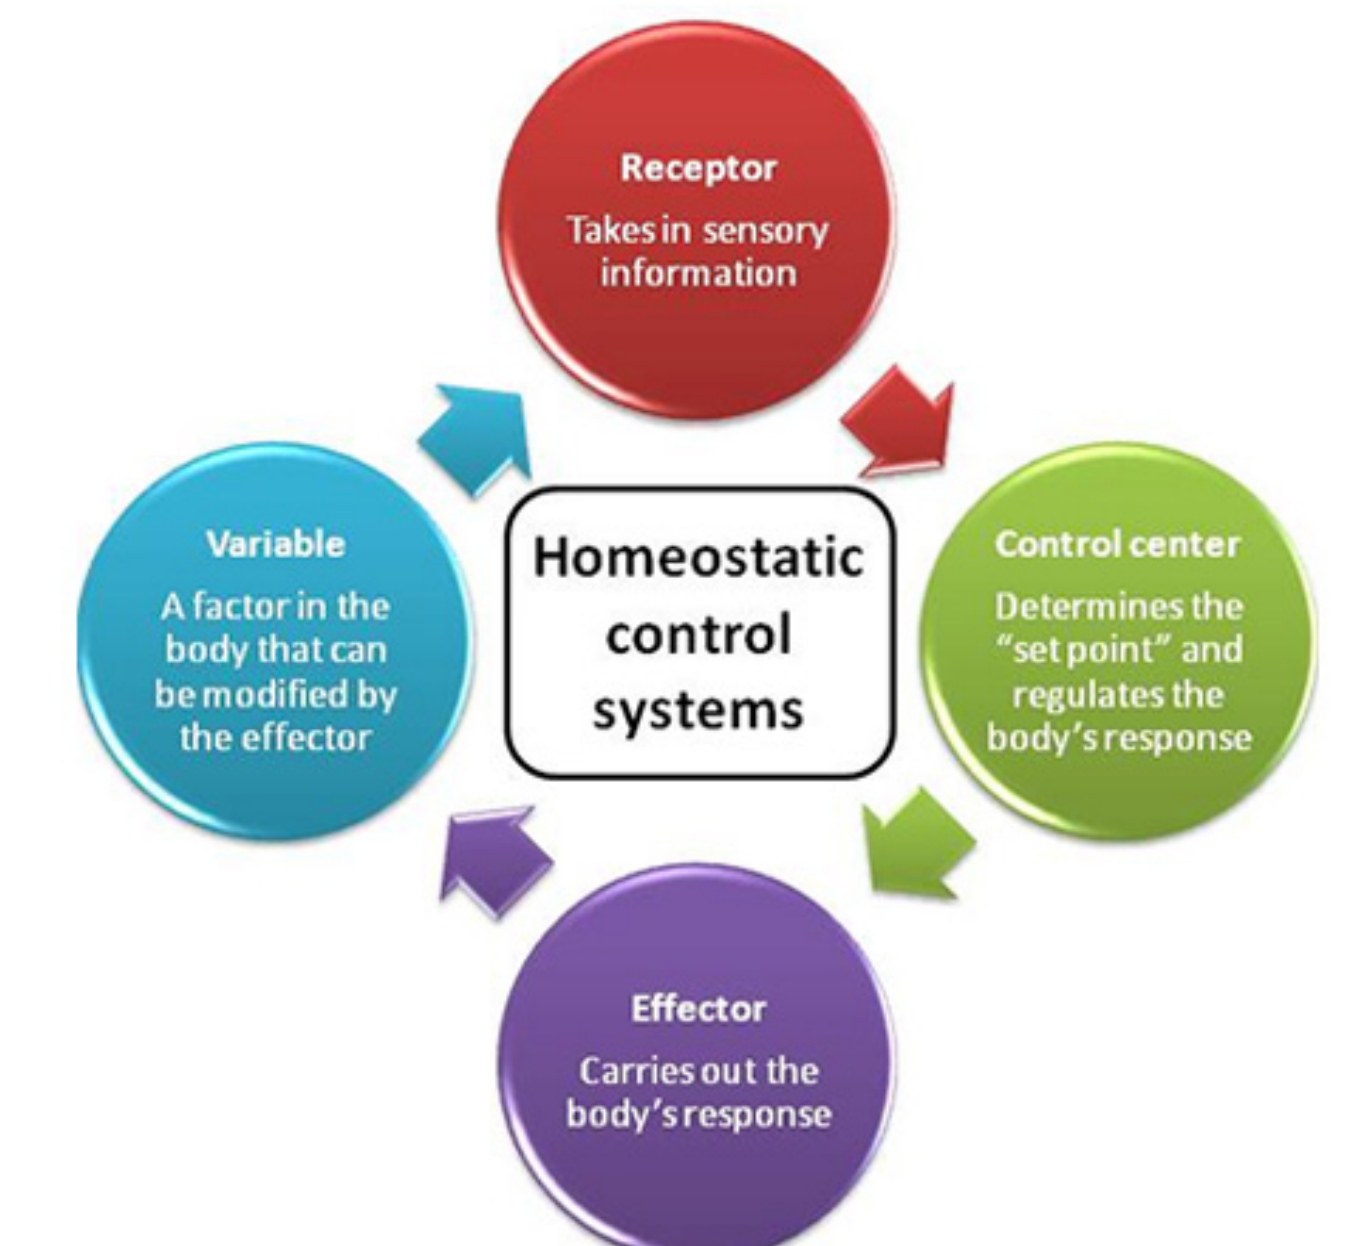 Receptor
Takes in sensory
information
Homeostatic
control
systems
Variable
A factor in the
body that can
be modified by
the effector
Control center
Determines the
“set point” and
regulates the
body’s response
Effector
Carries out the
body’s response